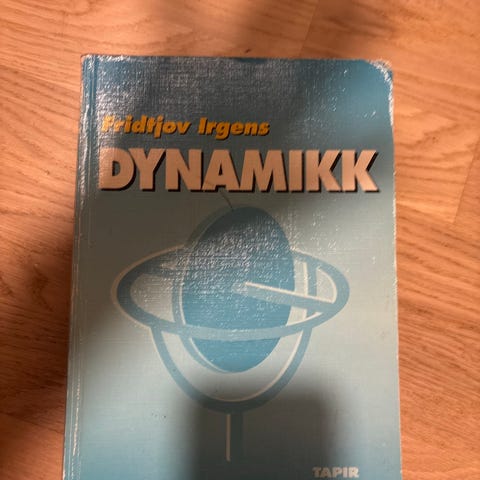 Fridtjov Irgens
DYNAMIKK
TAPIR